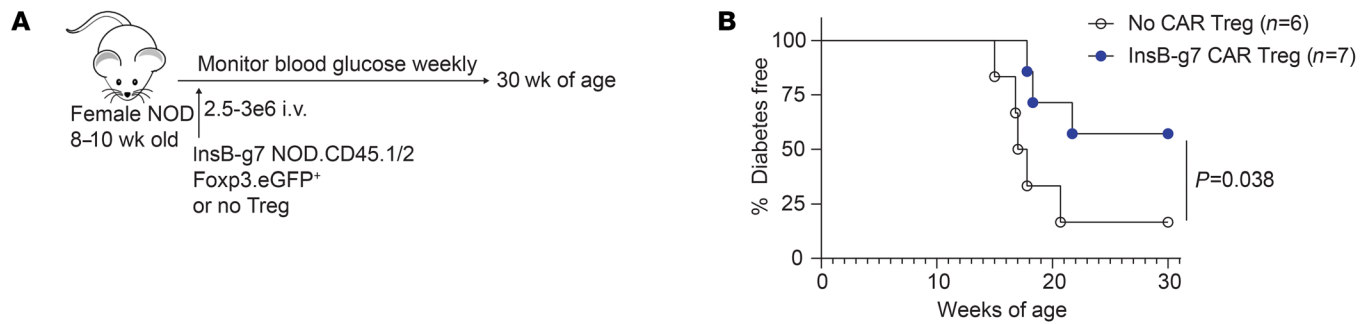 A
Monitor blood glucose weekly
30 wk of age
Female NOD
8–10 wk old
2.5-3e6 i.v.
InsB-g7 NOD.CD45.1/2
Foxp3.eGFP+
or no Treg
B
No CAR Treg (n=6)
InsB-g7 CAR Treg (n=7)
% Diabetes free
100
75
50
25
0
0 10 20 30
Weeks of age
P=0.038